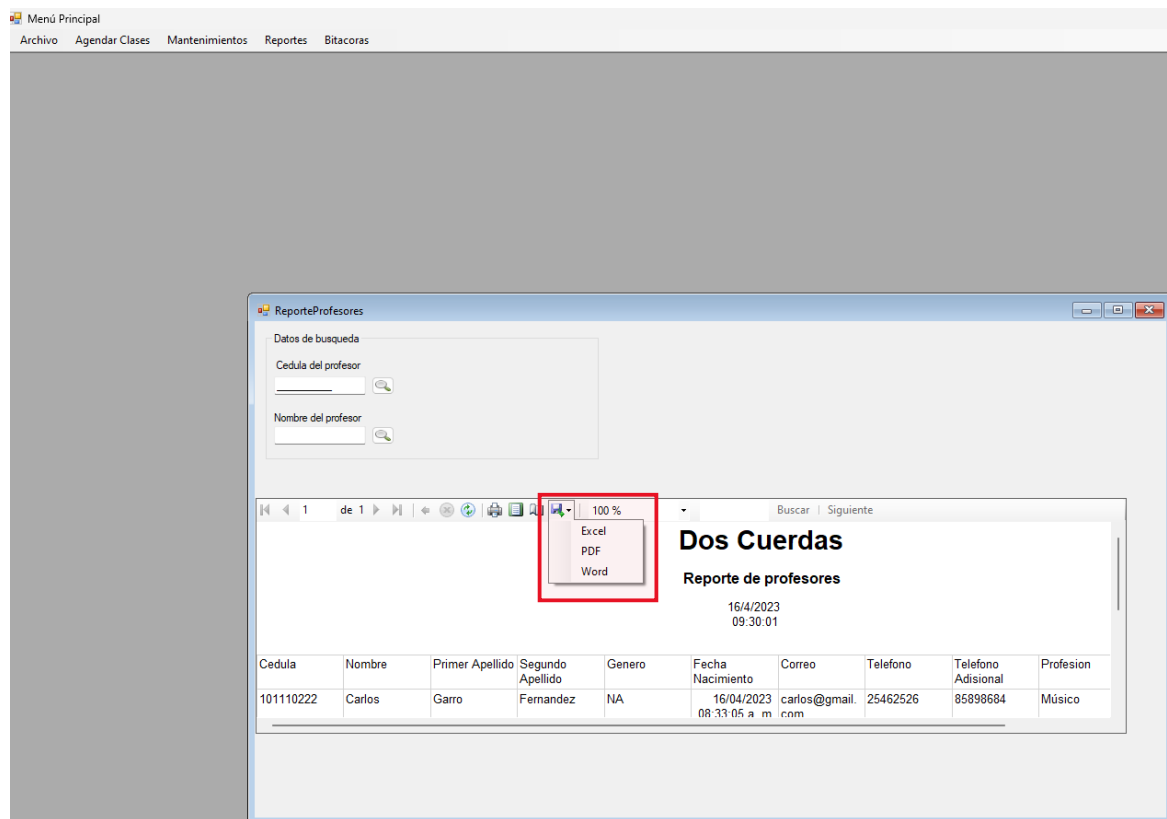 Menú Principal
Archivo Agendar Clases Mantenimientos Reportes Bitacoras
ReporteProfesores
Datos de busqueda
Cedula del profesor
Nombre del profesor
1 de 1 100 % Buscar | Siguiente
Excel
PDF
Word
Dos Cuerdas
Reporte de profesores
16/4/2023
09:30:01
Cedula Nombre Primer Apellido Segundo Apellido Genero Fecha Nacimiento Correo Telefono Telefono Adisional Profesion
101110222 Carlos Garro Fernandez NA 16/04/2023 08:33:05 a. m. carlos@gmail.com 25462526 85898684 Músico